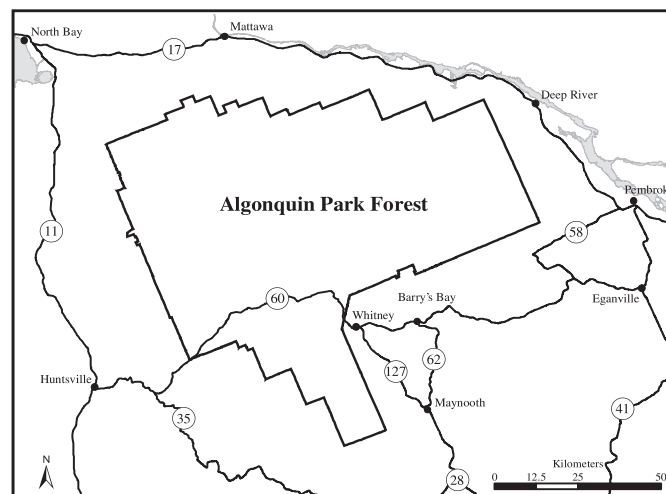 North Bay
Mattawa
17
Deep River
Pembrok
Algonquin Park Forest
11
58
60
Eganville
Barry's Bay
Whitney
127
62
Huntsville
35
Maynooth
41
N
28
Kilometers
0 12.5 25 50